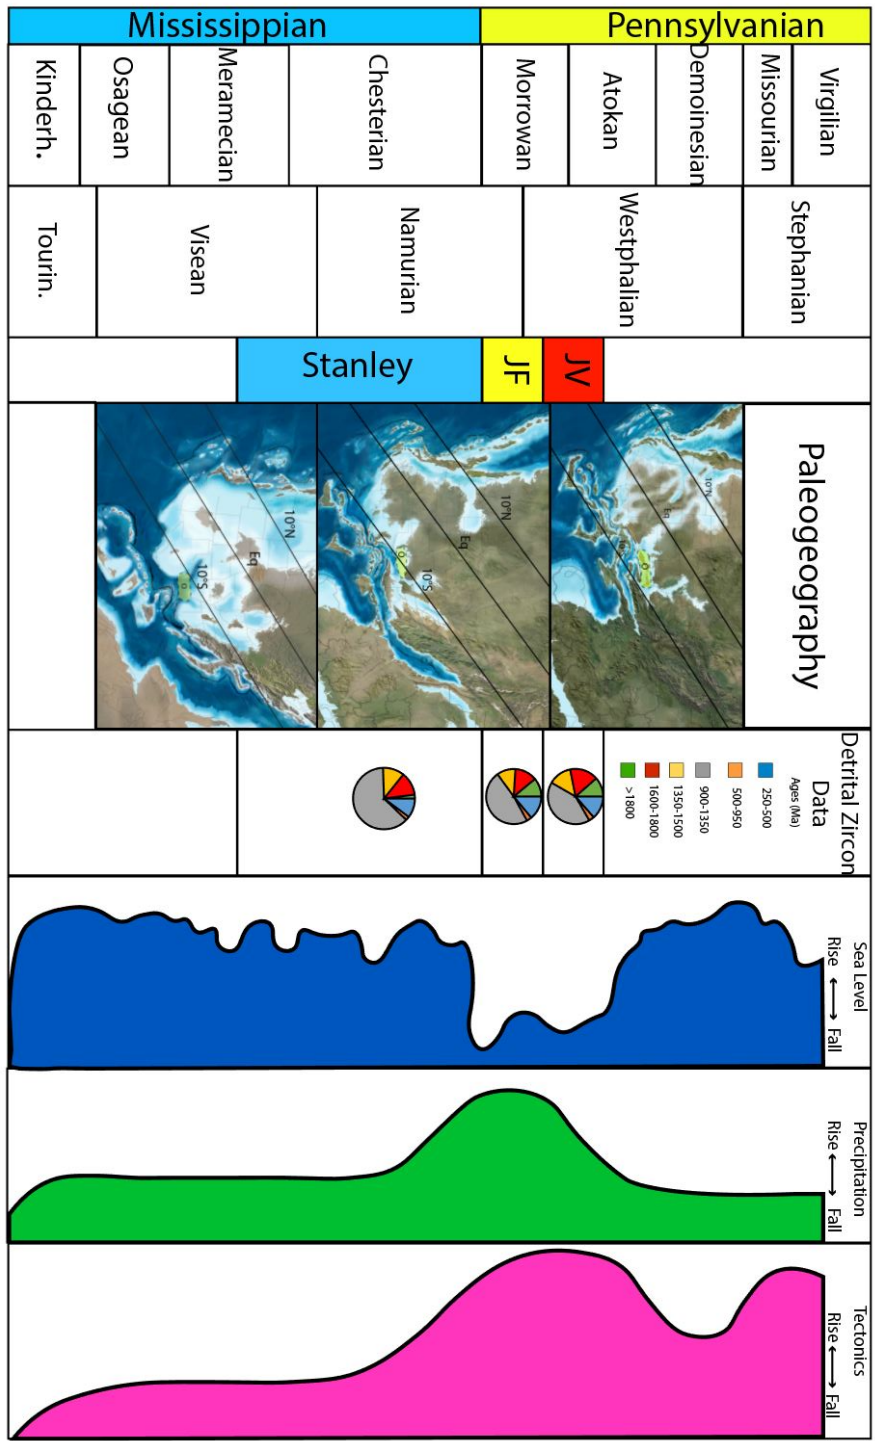 Mississippian
Pennsylvanian
Kinderh.
Osagean
Meramecian
Chesterian
Morrowan
Atokan
Demoinesian
Missourian
Virgilian
Tourin.
Visean
Namurian
Westphalian
Stephanian
Stanley
JF
JV
Paleogeography
10°N
Eq
10°S
10°N
Eq
10°S
10°N
Eq
Detrital Zircon
Data
Ages (Ma)
250-500
500-950
900-1350
1350-1500
1600-1800
>1800
Sea Level
Rise ⟷ Fall
Precipitation
Rise ⟷ Fall
Tectonics
Rise ⟷ Fall